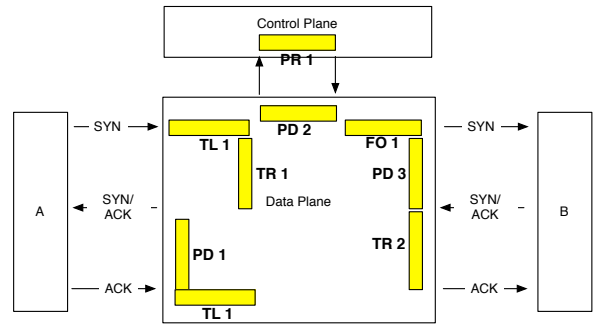 Control Plane
PR 1
PD 2
SYN
TL 1
FO 1
SYN
TR 1
PD 3
SYN/
ACK
Data Plane
SYN/
ACK
A
B
TR 2
PD 1
ACK
ACK
TL 1